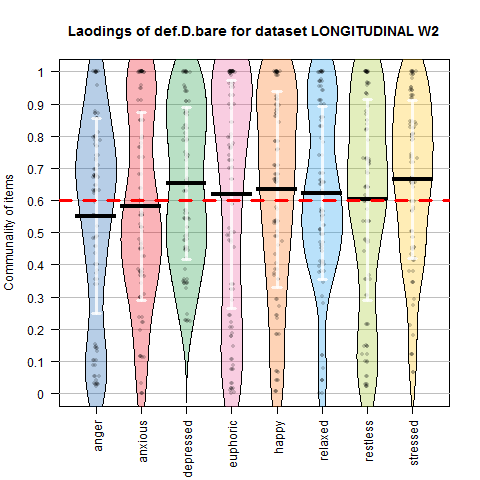 Laodings of def.D.bare for dataset LONGITUDINAL W2
Communality of items
1
0.9
0.8
0.7
0.6
0.5
0.4
0.3
0.2
0.1
0
anger
anxious
depressed
euphoric
happy
relaxed
restless
stressed